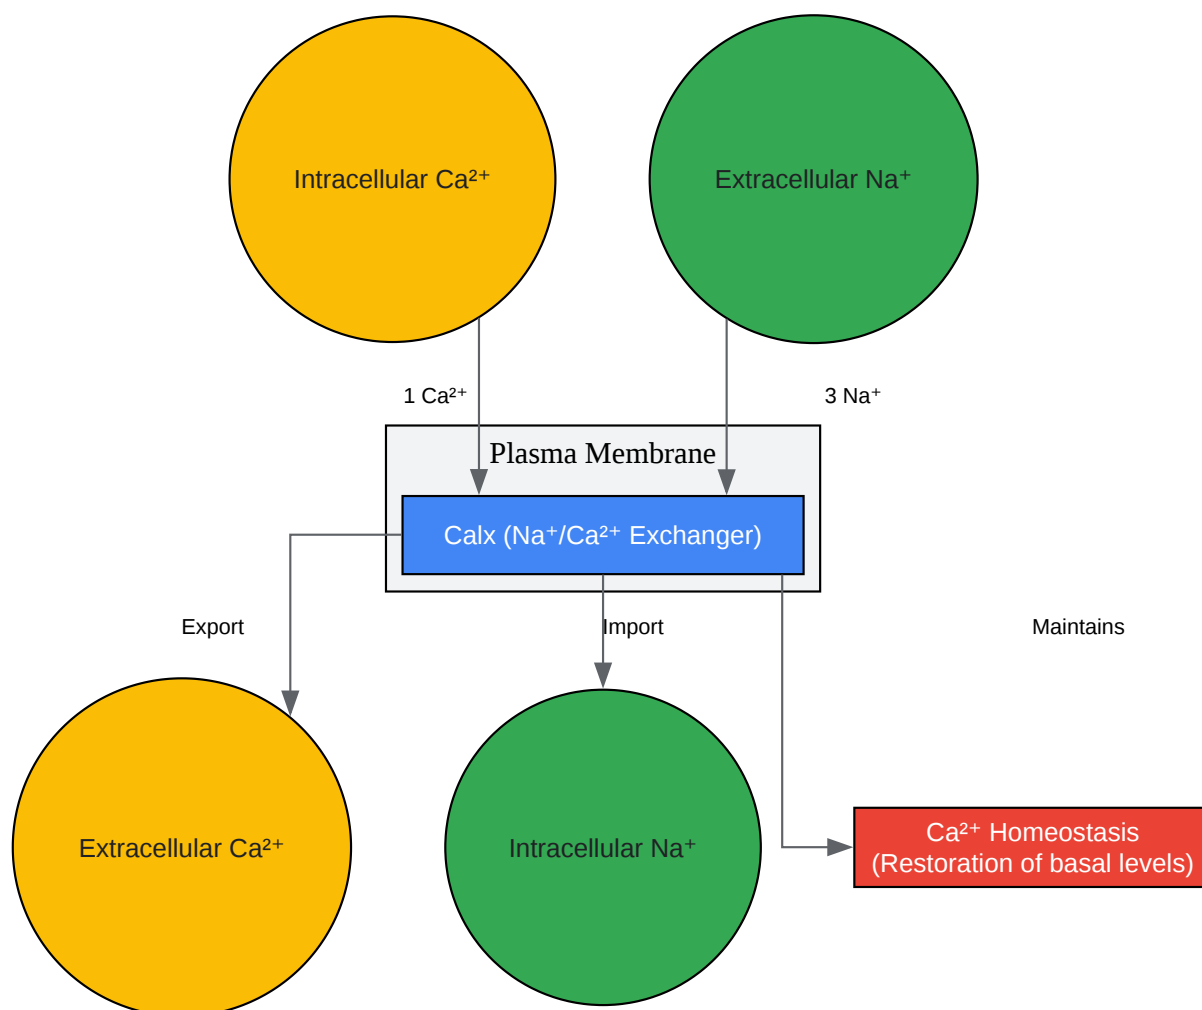 Intracellular Ca²⁺
Extracellular Na⁺
1 Ca²⁺
3 Na⁺
Plasma Membrane
Calx (Na⁺/Ca²⁺ Exchanger)
Export
Import
Maintains
Extracellular Ca²⁺
Intracellular Na⁺
Ca²⁺ Homeostasis
(Restoration of basal levels)